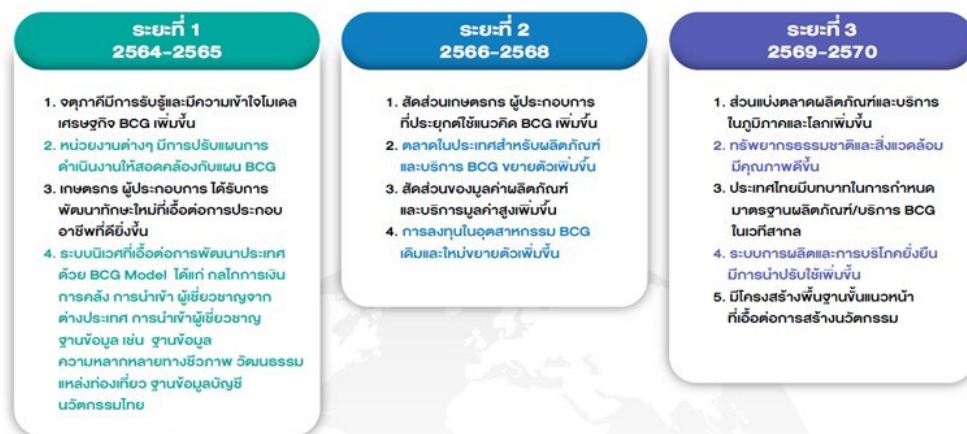 ระยะที่ 1
2564-2565
1. จตุภาคีมีการรับรู้และมีความเข้าใจโมเดล
เศรษฐกิจ BCG เพิ่มขึ้น
2. หน่วยงานต่างๆ มีการปรับแผนการ
ดำเนินงานให้สอดคล้องกับแผน BCG
3. เกษตรกร ผู้ประกอบการ ได้รับการ
พัฒนาทักษะใหม่ที่เอื้อต่อการประกอบ
อาชีพที่ดียิ่งขึ้น
4. ระบบนิเวศที่เอื้อต่อการพัฒนาประเทศ
ด้วย BCG Model ได้แก่ กลไกการเงิน
การคลัง การนำเข้า ผู้เชี่ยวชาญจาก
ต่างประเทศ การนำเข้าผู้เชี่ยวชาญ
ฐานข้อมูล เช่น ฐานข้อมูล
ความหลากหลายทางชีวภาพ วัฒนธรรม
แหล่งท่องเที่ยว ฐานข้อมูลบัญชี
นวัตกรรมไทย
ระยะที่ 2
2566-2568
1. สัดส่วนเกษตรกร ผู้ประกอบการ
ที่ประยุกต์ใช้แนวคิด BCG เพิ่มขึ้น
2. ตลาดในประเทศสำหรับผลิตภัณฑ์
และบริการ BCG ขยายตัวเพิ่มขึ้น
3. สัดส่วนของมูลค่าผลิตภัณฑ์
และบริการมูลค่าสูงเพิ่มขึ้น
4. การลงทุนในอุตสาหกรรม BCG
เดิมและใหม่ขยายตัวเพิ่มขึ้น
ระยะที่ 3
2569-2570
1. ส่วนแบ่งตลาดผลิตภัณฑ์และบริการ
ในภูมิภาคและโลกเพิ่มขึ้น
2. ทรัพยากรธรรมชาติและสิ่งแวดล้อม
มีคุณภาพดีขึ้น
3. ประเทศไทยมีบทบาทในการกำหนด
มาตรฐานผลิตภัณฑ์/บริการ BCG
ในเวทีสากล
4. ระบบการผลิตและการบริโภคยั่งยืน
มีการนำปรับใช้เพิ่มขึ้น
5. มีโครงสร้างพื้นฐานขั้นแนวหน้า
ที่เอื้อต่อการสร้างนวัตกรรม